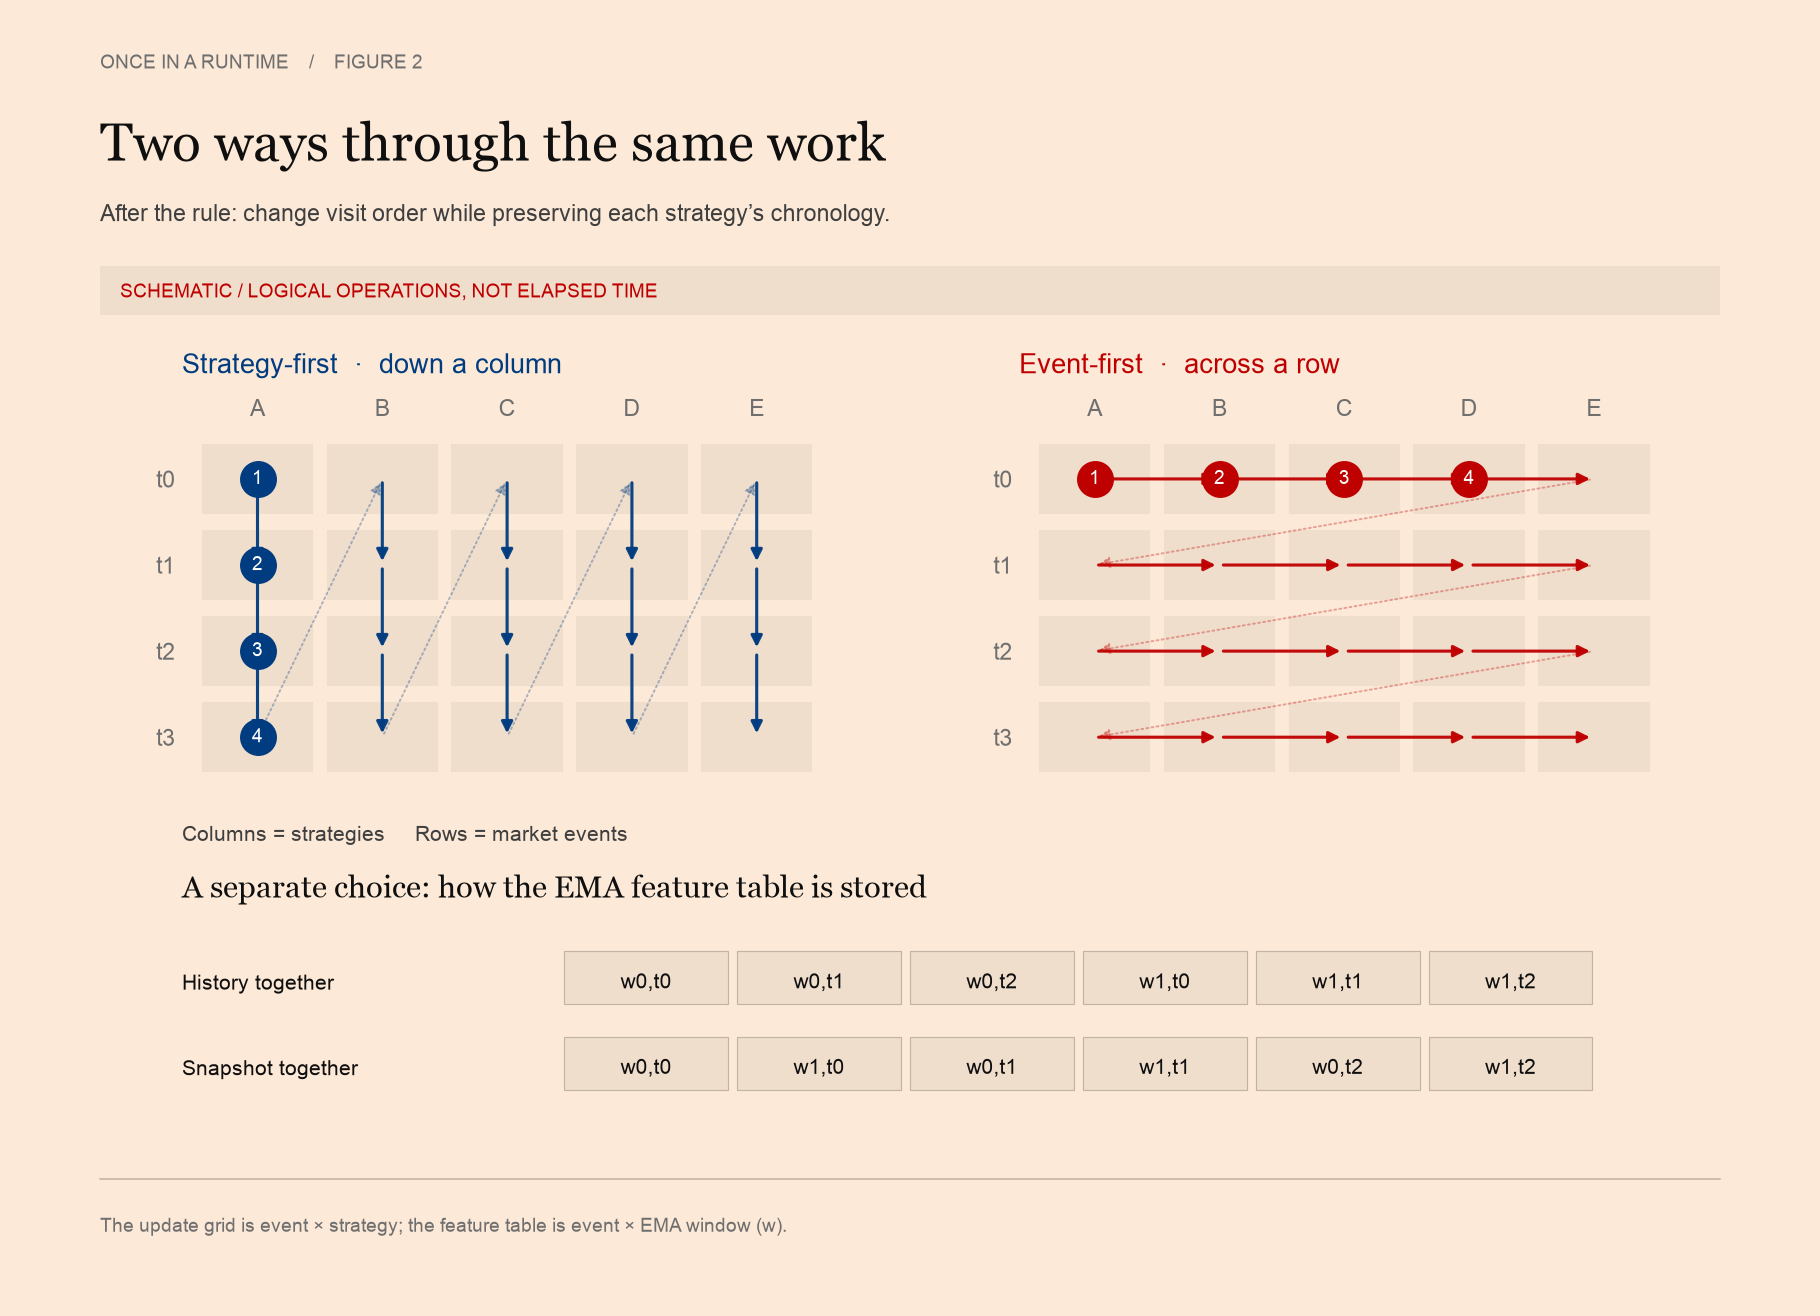 ONCE IN A RUNTIME / FIGURE 2
Two ways through the same work
After the rule: change visit order while preserving each strategy’s chronology.
SCHEMATIC / LOGICAL OPERATIONS, NOT ELAPSED TIME
Strategy-first · down a column
A B C D E
t0 1
t1 2
t2 3
t3 4
Event-first · across a row
A B C D E
t0 1 2 3 4
t1
t2
t3
Columns = strategies Rows = market events
A separate choice: how the EMA feature table is stored
History together w0,t0 w0,t1 w0,t2 w1,t0 w1,t1 w1,t2
Snapshot together w0,t0 w1,t0 w0,t1 w1,t1 w0,t2 w1,t2
The update grid is event × strategy; the feature table is event × EMA window (w).